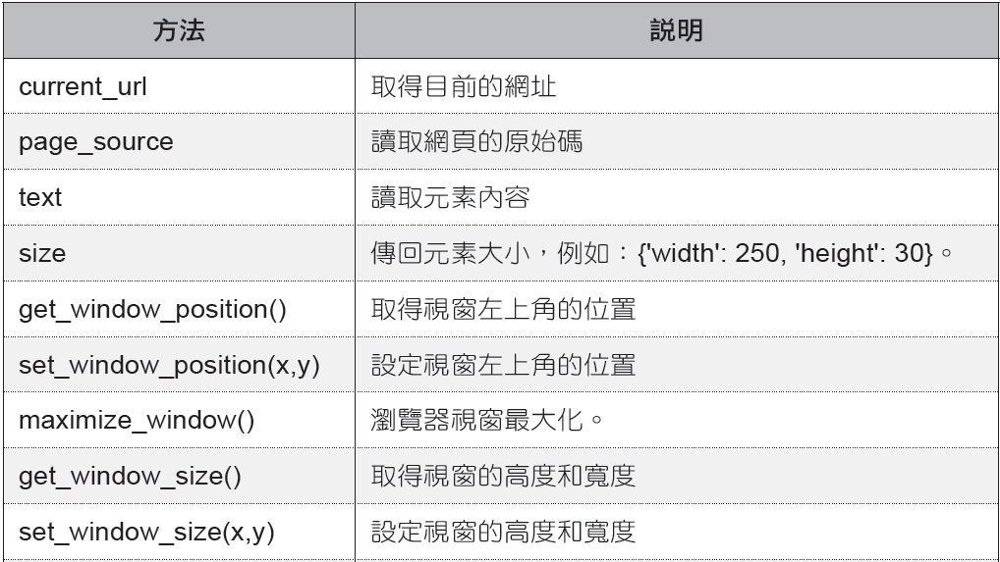 方法 説明
current_url 取得目前的網址
page_source 讀取網頁的原始碼
text 讀取元素內容
size 傳回元素大小，例如：{'width': 250, 'height': 30}。
get_window_position() 取得視窗左上角的位置
set_window_position(x,y) 設定視窗左上角的位置
maximize_window() 瀏覽器視窗最大化。
get_window_size() 取得視窗的高度和寬度
set_window_size(x,y) 設定視窗的高度和寬度